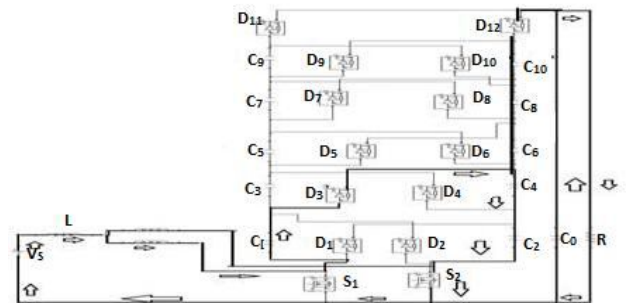 D11 D12
C9 D9 D10 C10
C7 D7 D8 C8
C5 D5 D6 C6
C3 D3 D4 C4
L C1 D1 D2 C2 C0 R
VS S1 S2